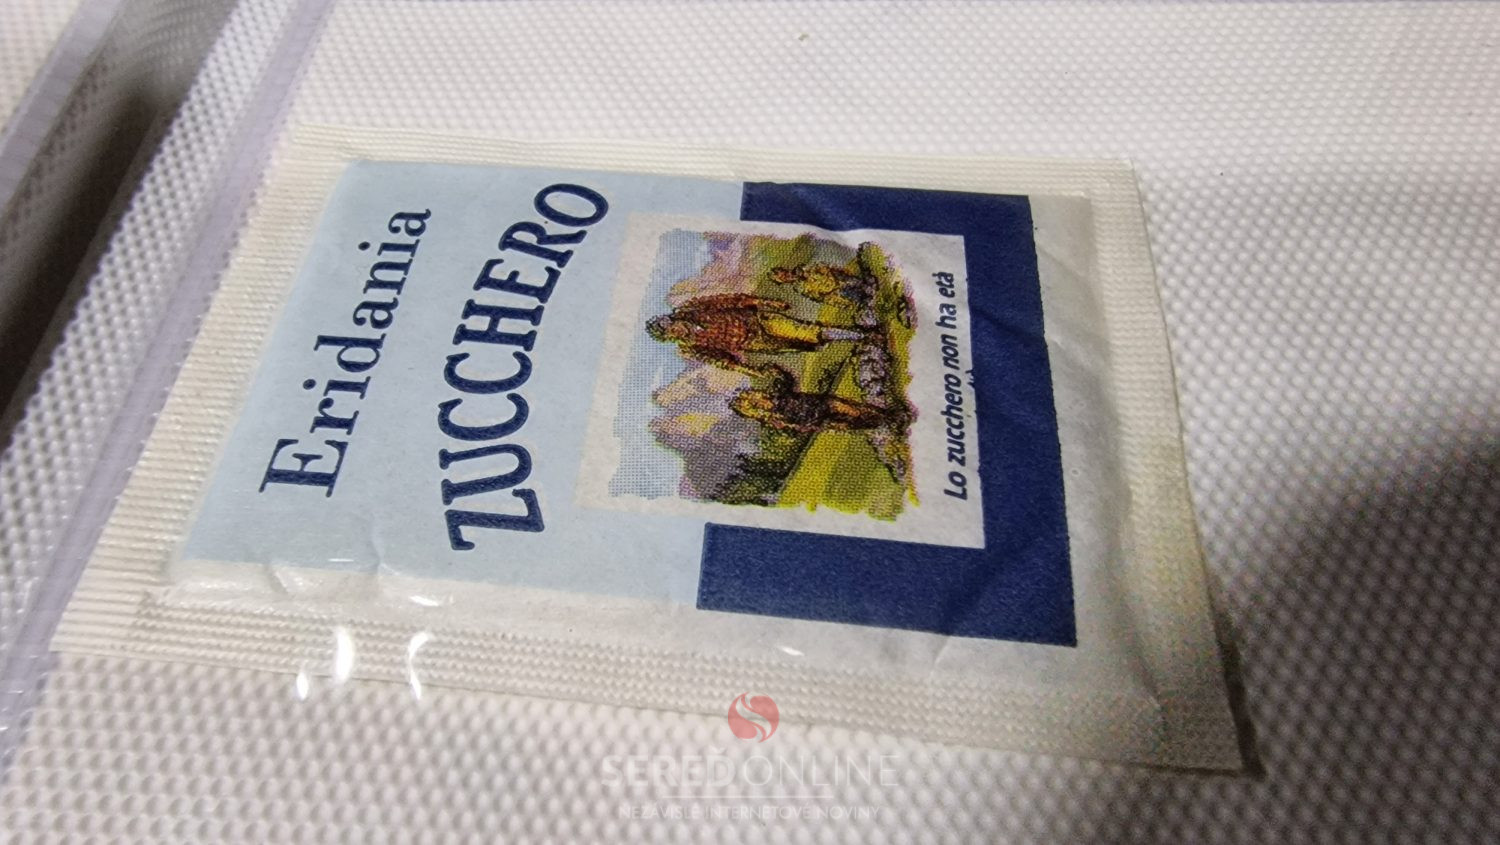 Eridania
ZUCCHERO
Lo zucchero non ha età
SEREĎONLINE
NEZÁVISLÉ INTERNETOVÉ NOVINY